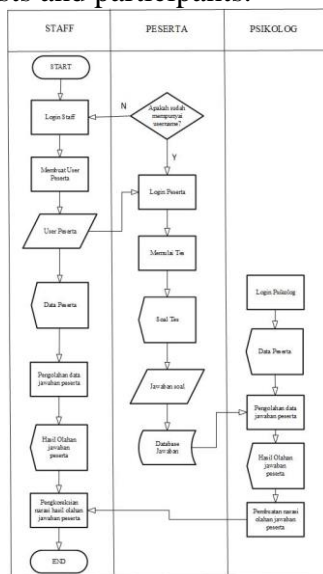 sts and participants.
STAFF
PESERTA
PSIKOLOG
START
Login Staff
Membuat User
Peserta
User Peserta
Data Peserta
Pengolahan data
jawaban peserta
Hasil Olahan
jawaban
peserta
Pengkoreksian
narasi hasil olahan
jawaban peserta
END
N
Apakah sudah
mempunyai
username?
Y
Login Peserta
Memulai Tes
Soal Tes
Jawaban soal
Database
Jawaban
Login Psikolog
Data Peserta
Pengolahan data
jawaban peserta
Hasil Olahan
jawaban
peserta
Pembuatan narasi
olahan jawaban
peserta